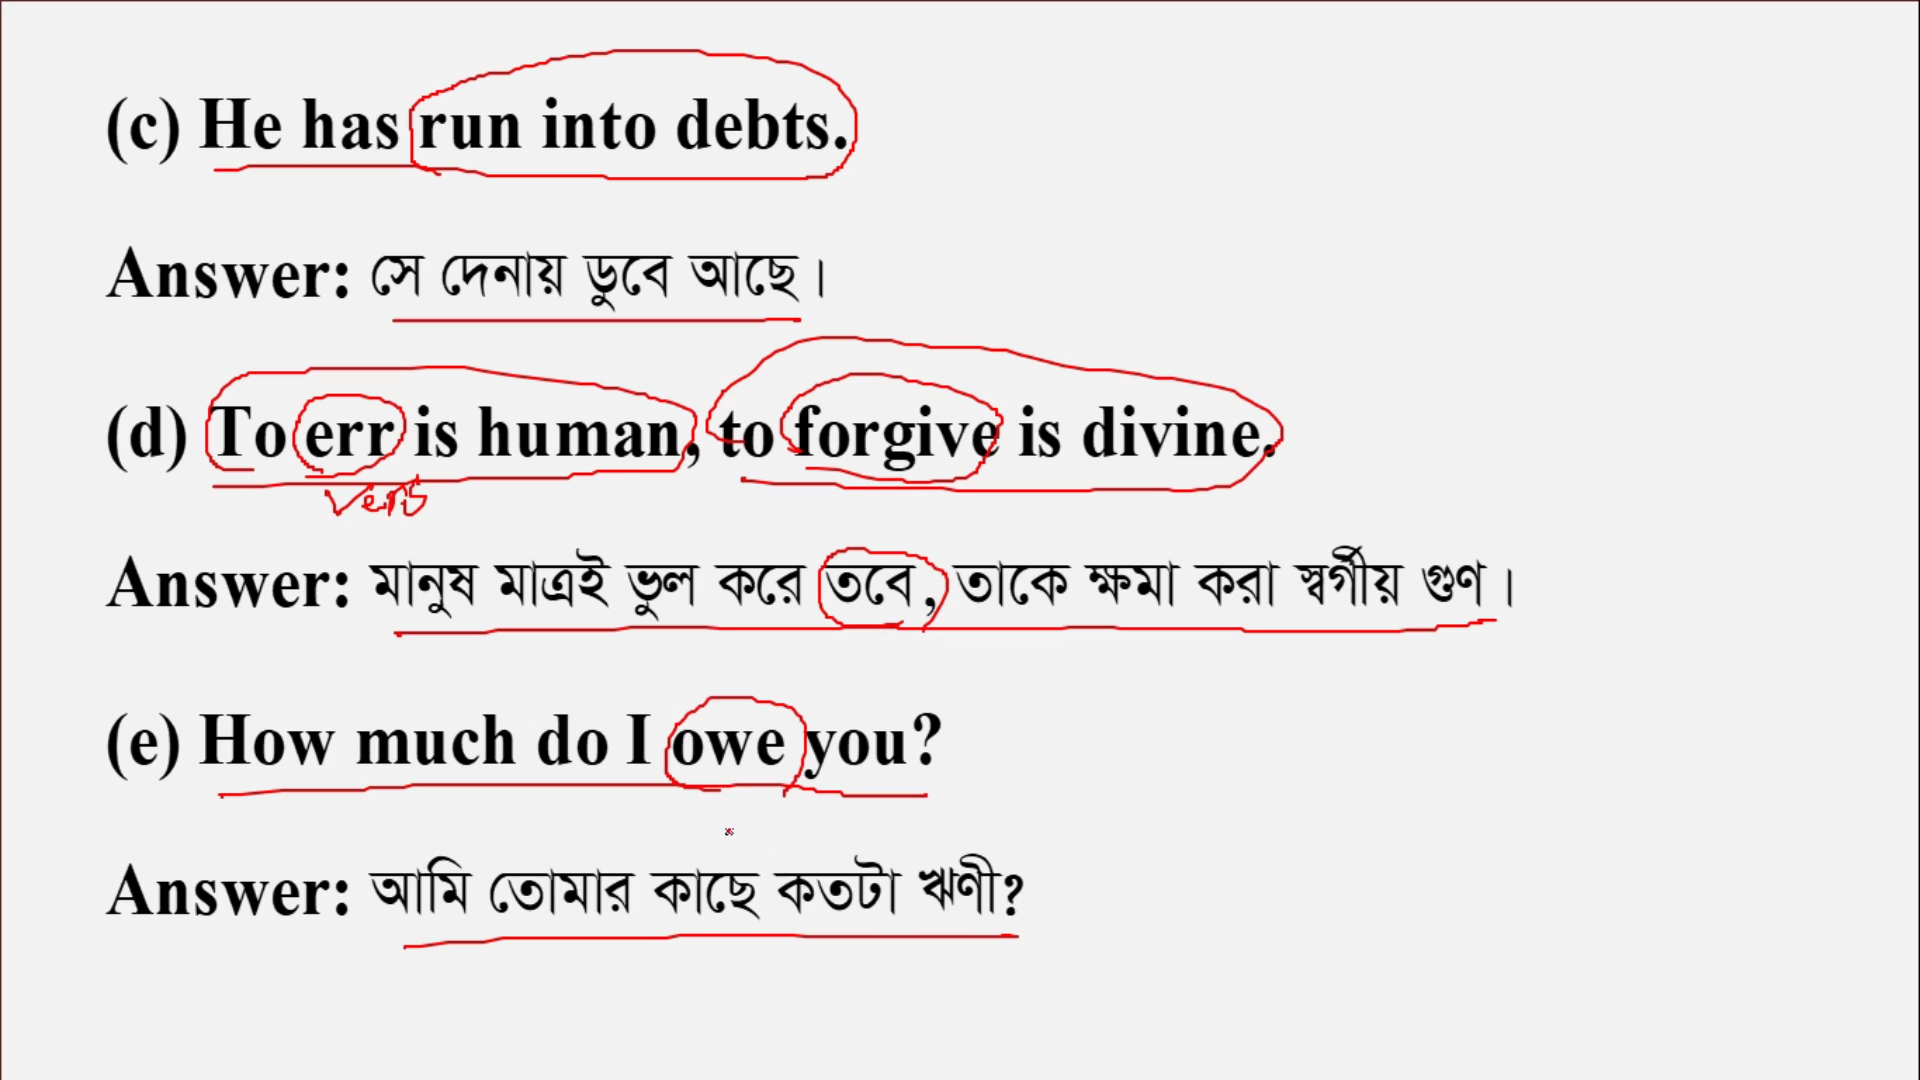 (c) He has run into debts.
Answer: সে দেনায় ডুবে আছে।
(d) To err is human, to forgive is divine.
verb
Answer: মানুষ মাত্রই ভুল করে তবে, তাকে ক্ষমা করা স্বর্গীয় গুণ।
(e) How much do I owe you?
Answer: আমি তোমার কাছে কতটা ঋণী?